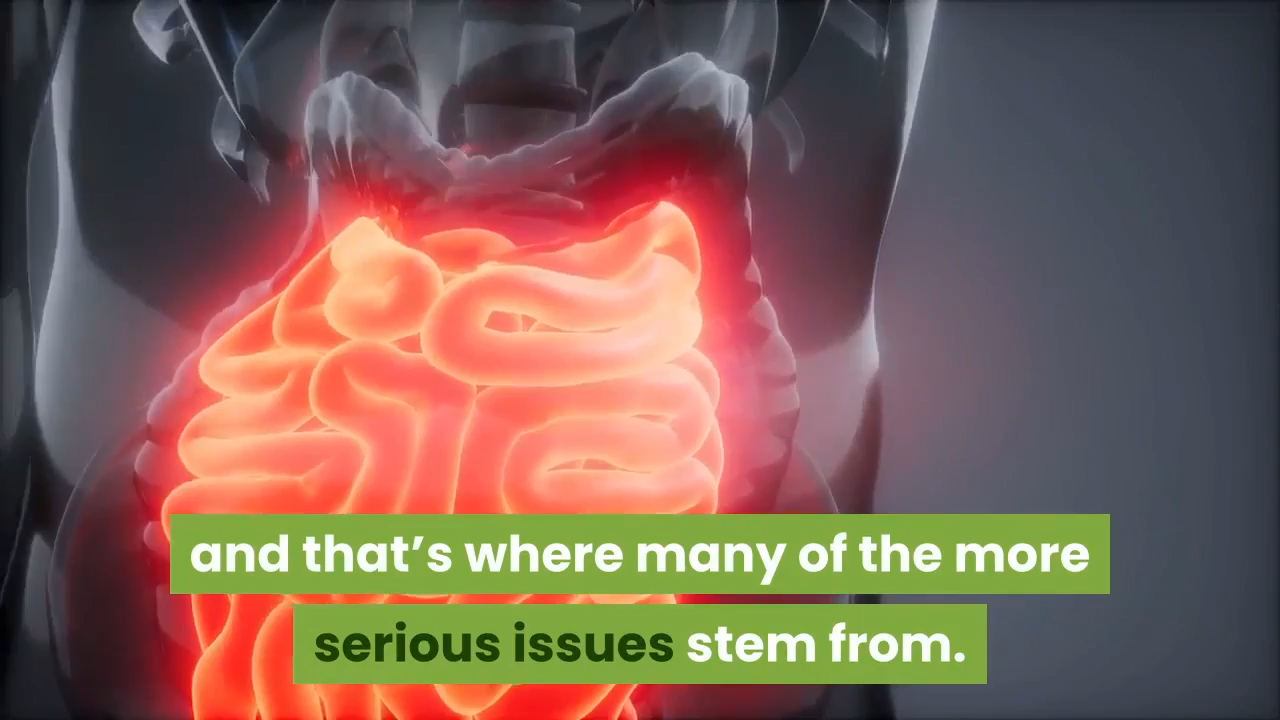 and that’s where many of the more
serious issues stem from.